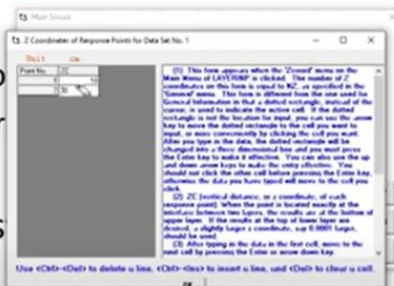 Main Screen
Z Coordinates of Response Points for Data Set No. 1
Unit cm
Point No. ZC
1 10
2 30
(1) This form appears when the 'Zcoord' menu on the
Main Menu of LAYERINP is clicked. The number of Z
coordinates on this form is equal to NZ, as specified in the
'General' menu. This form is different from the one used for
General Information in that a dotted rectangle, instead of the
cursor, is used to indicate the active cell. If the dotted
rectangle is not the location for input, you can use the arrow
key to move the dotted rectangle to the cell you want to
input, or more conveniently by clicking the cell you want.
After you type in the data, the dotted rectangle will be
changed into a three dimensional box and you must press
the Enter key to make it effective. You can also use the up
and down arrow keys to make the entry effective. You
should not click the other cell before pressing the Enter key,
otherwise the data you have typed will move to the cell you
click.
(2) ZC (vertical distance, or z coordinate, of each
response point): When the point is located exactly at the
interface between two layers, the results are at the bottom of
upper layer. If the results at the top of lower layer are
desired, a slightly larger z coordinate, say 0.0001 larger,
should be used.
(3) After typing in the data in the first cell, move to the
next cell by pressing the Enter or arrow down key.
Use <Ctrl>-<Del> to delete a line, <Ctrl>-<Ins> to insert a line, and <Del> to clear a cell.
OK